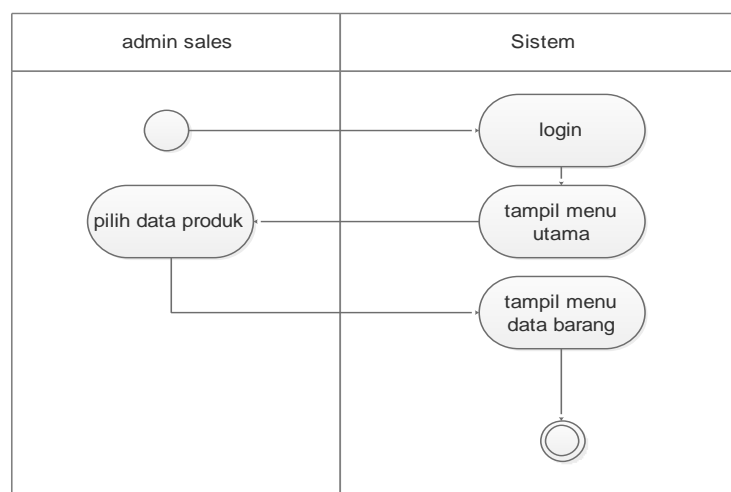 admin sales
Sistem
login
pilih data produk
tampil menu
utama
tampil menu
data barang